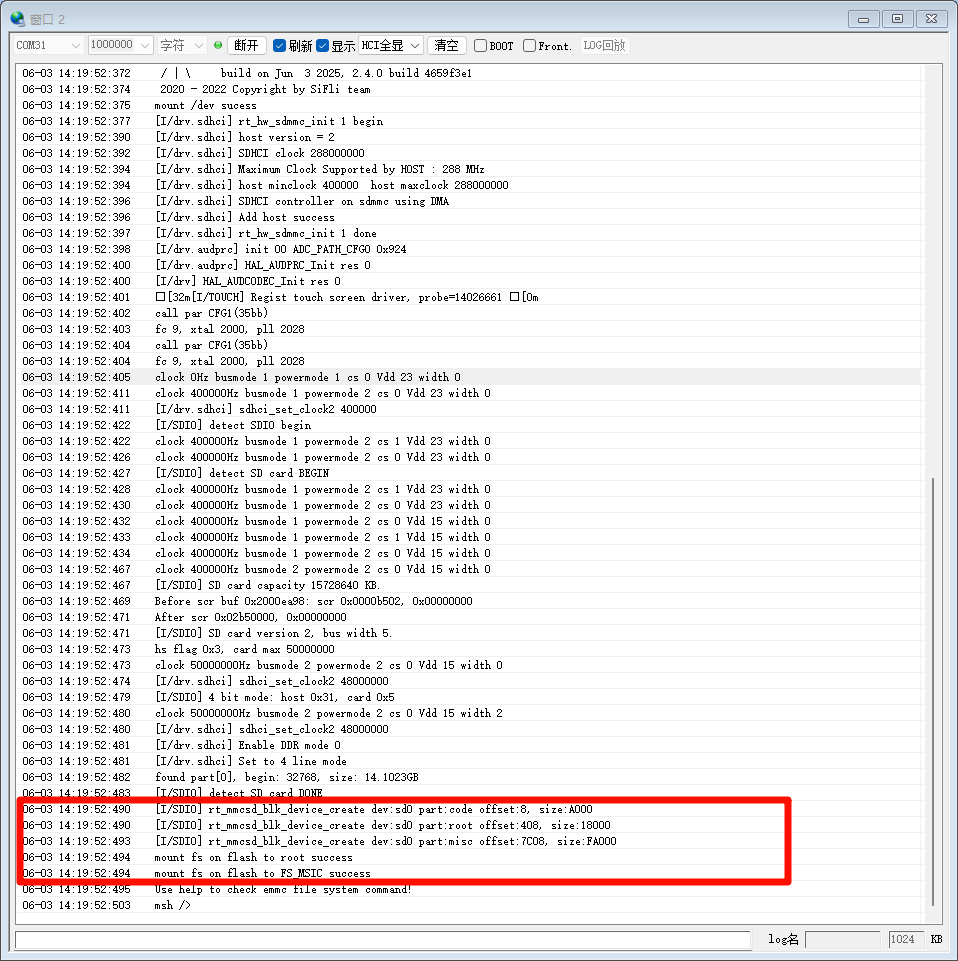 窗口 2
COM31 1000000 字符 断开 刷新 显示 HCI全显 清空 BOOT Front. LOG回放
06-03 14:19:52:372 / | \ build on Jun 3 2025, 2.4.0 build 4659f3e1
06-03 14:19:52:374 2020 - 2022 Copyright by SiFli team
06-03 14:19:52:375 mount /dev sucess
06-03 14:19:52:377 [I/drv.sdhci] rt_hw_sdmmc_init 1 begin
06-03 14:19:52:390 [I/drv.sdhci] host version = 2
06-03 14:19:52:392 [I/drv.sdhci] SDHCI clock 288000000
06-03 14:19:52:394 [I/drv.sdhci] Maximum Clock Supported by HOST : 288 MHz
06-03 14:19:52:394 [I/drv.sdhci] host minclock 400000 host maxclock 288000000
06-03 14:19:52:396 [I/drv.sdhci] SDHCI controller on sdmmc using DMA
06-03 14:19:52:396 [I/drv.sdhci] Add host success
06-03 14:19:52:397 [I/drv.sdhci] rt_hw_sdmmc_init 1 done
06-03 14:19:52:398 [I/drv.audprc] init 00 ADC_PATH_CFG0 0x924
06-03 14:19:52:400 [I/drv.audprc] HAL_AUDPRC_Init res 0
06-03 14:19:52:400 [I/drv] HAL_AUDCODEC_Init res 0
06-03 14:19:52:401 □[32m[I/TOUCH] Regist touch screen driver, probe=14026661 □[0m
06-03 14:19:52:402 call par CFG1(35bb)
06-03 14:19:52:403 fc 9, xtal 2000, pll 2028
06-03 14:19:52:404 call par CFG1(35bb)
06-03 14:19:52:404 fc 9, xtal 2000, pll 2028
06-03 14:19:52:405 clock 0Hz busmode 1 powermode 1 cs 0 Vdd 23 width 0
06-03 14:19:52:411 clock 400000Hz busmode 1 powermode 2 cs 0 Vdd 23 width 0
06-03 14:19:52:411 [I/drv.sdhci] sdhci_set_clock2 400000
06-03 14:19:52:422 [I/SDIO] detect SDIO begin
06-03 14:19:52:422 clock 400000Hz busmode 1 powermode 2 cs 1 Vdd 23 width 0
06-03 14:19:52:426 clock 400000Hz busmode 1 powermode 2 cs 0 Vdd 23 width 0
06-03 14:19:52:427 [I/SDIO] detect SD card BEGIN
06-03 14:19:52:428 clock 400000Hz busmode 1 powermode 2 cs 1 Vdd 23 width 0
06-03 14:19:52:430 clock 400000Hz busmode 1 powermode 2 cs 0 Vdd 23 width 0
06-03 14:19:52:432 clock 400000Hz busmode 1 powermode 2 cs 0 Vdd 15 width 0
06-03 14:19:52:433 clock 400000Hz busmode 1 powermode 2 cs 1 Vdd 15 width 0
06-03 14:19:52:434 clock 400000Hz busmode 1 powermode 2 cs 0 Vdd 15 width 0
06-03 14:19:52:467 clock 400000Hz busmode 2 powermode 2 cs 0 Vdd 15 width 0
06-03 14:19:52:467 [I/SDIO] SD card capacity 15728640 KB.
06-03 14:19:52:469 Before scr buf 0x2000ea98: scr 0x0000b502, 0x00000000
06-03 14:19:52:471 After scr 0x02b50000, 0x00000000
06-03 14:19:52:471 [I/SDIO] SD card version 2, bus width 5.
06-03 14:19:52:473 hs flag 0x3, card max 50000000
06-03 14:19:52:473 clock 50000000Hz busmode 2 powermode 2 cs 0 Vdd 15 width 0
06-03 14:19:52:474 [I/drv.sdhci] sdhci_set_clock2 48000000
06-03 14:19:52:479 [I/SDIO] 4 bit mode: host 0x31, card 0x5
06-03 14:19:52:480 clock 50000000Hz busmode 2 powermode 2 cs 0 Vdd 15 width 2
06-03 14:19:52:480 [I/drv.sdhci] sdhci_set_clock2 48000000
06-03 14:19:52:481 [I/drv.sdhci] Enable DDR mode 0
06-03 14:19:52:481 [I/drv.sdhci] Set to 4 line mode
06-03 14:19:52:482 found part[0], begin: 32768, size: 14.1023GB
06-03 14:19:52:483 [I/SDIO] detect SD card DONE
06-03 14:19:52:490 [I/SDIO] rt_mmcsd_blk_device_create dev:sd0 part:code offset:8, size:A000
06-03 14:19:52:490 [I/SDIO] rt_mmcsd_blk_device_create dev:sd0 part:root offset:408, size:18000
06-03 14:19:52:493 [I/SDIO] rt_mmcsd_blk_device_create dev:sd0 part:misc offset:7C08, size:FA000
06-03 14:19:52:494 mount fs on flash to root success
06-03 14:19:52:494 mount fs on flash to FS_MSIC success
06-03 14:19:52:495 Use help to check emmc file system command!
06-03 14:19:52:503 msh />
log名 1024 KB